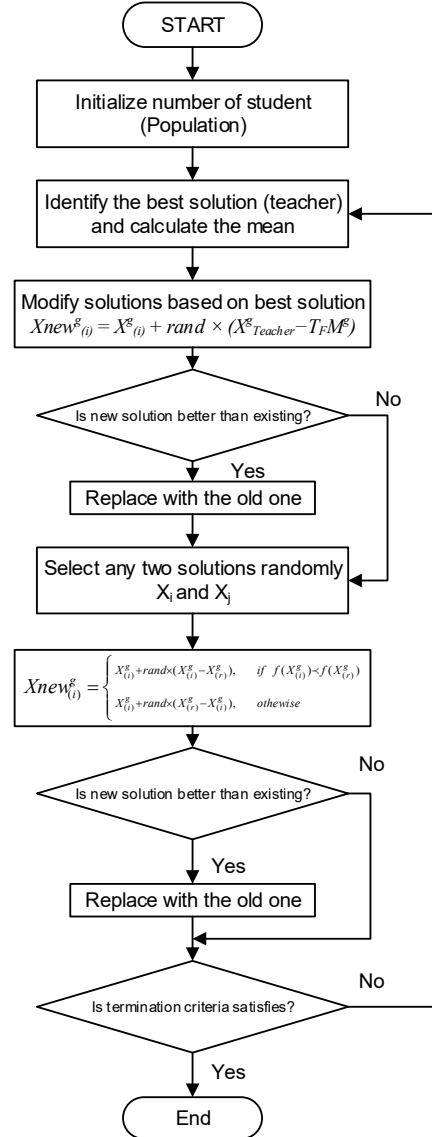 START
Initialize number of student
(Population)
Identify the best solution (teacher)
and calculate the mean
Modify solutions based on best solution
Xnew^g_(i) = X^g_(i) + rand × (X^g_Teacher − T_F M^g)
Is new solution better than existing?
No
Yes
Replace with the old one
Select any two solutions randomly
X_i and X_j
Xnew^g_(i) = { X^g_(i)+rand×(X^g_(i)−X^g_(r)), if f(X^g_(i))≺f(X^g_(r))
X^g_(i)+rand×(X^g_(r)−X^g_(i)), othewise
No
Is new solution better than existing?
Yes
Replace with the old one
No
Is termination criteria satisfies?
Yes
End